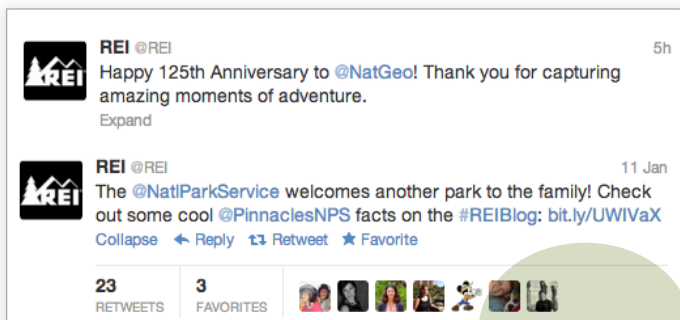 REI @REI 5h
Happy 125th Anniversary to @NatGeo! Thank you for capturing
amazing moments of adventure.
Expand
REI
REI @REI 11 Jan
The @NatlParkService welcomes another park to the family! Check
out some cool @PinnaclesNPS facts on the #REIBlog: bit.ly/UWIVaX
Collapse Reply Retweet Favorite
REI
23 3
RETWEETS FAVORITES